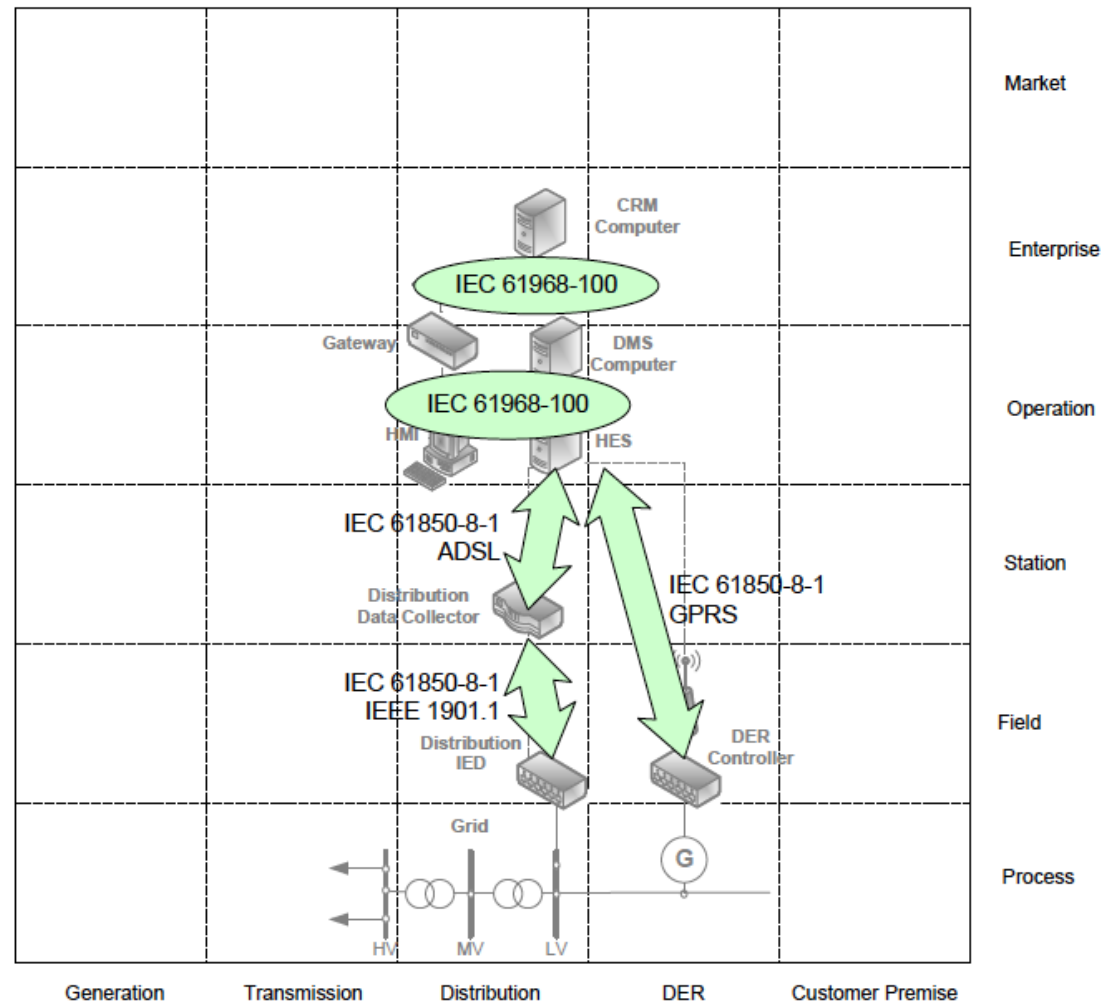 Market
CRM
Computer
Enterprise
IEC 61968-100
Gateway
DMS
Computer
IEC 61968-100
Operation
HMI
HES
IEC 61850-8-1
ADSL
Station
IEC 61850-8-1
GPRS
Distribution
Data Collector
IEC 61850-8-1
IEEE 1901.1
Field
Distribution
IED
DER
Controller
Grid
G
Process
HV
MV
LV
Generation
Transmission
Distribution
DER
Customer Premise